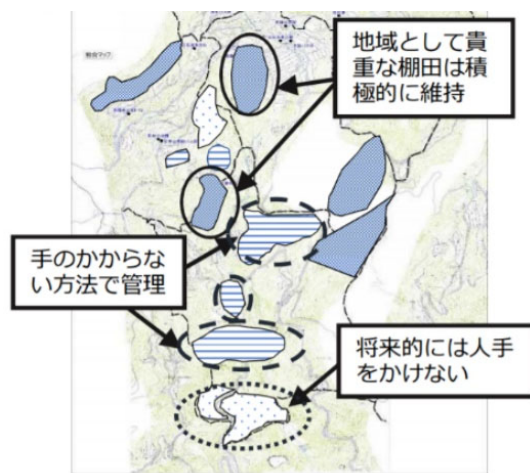 地域として貴
重な棚田は積
極的に維持
手のかからな
い方法で管理
将来的には人手
をかけない